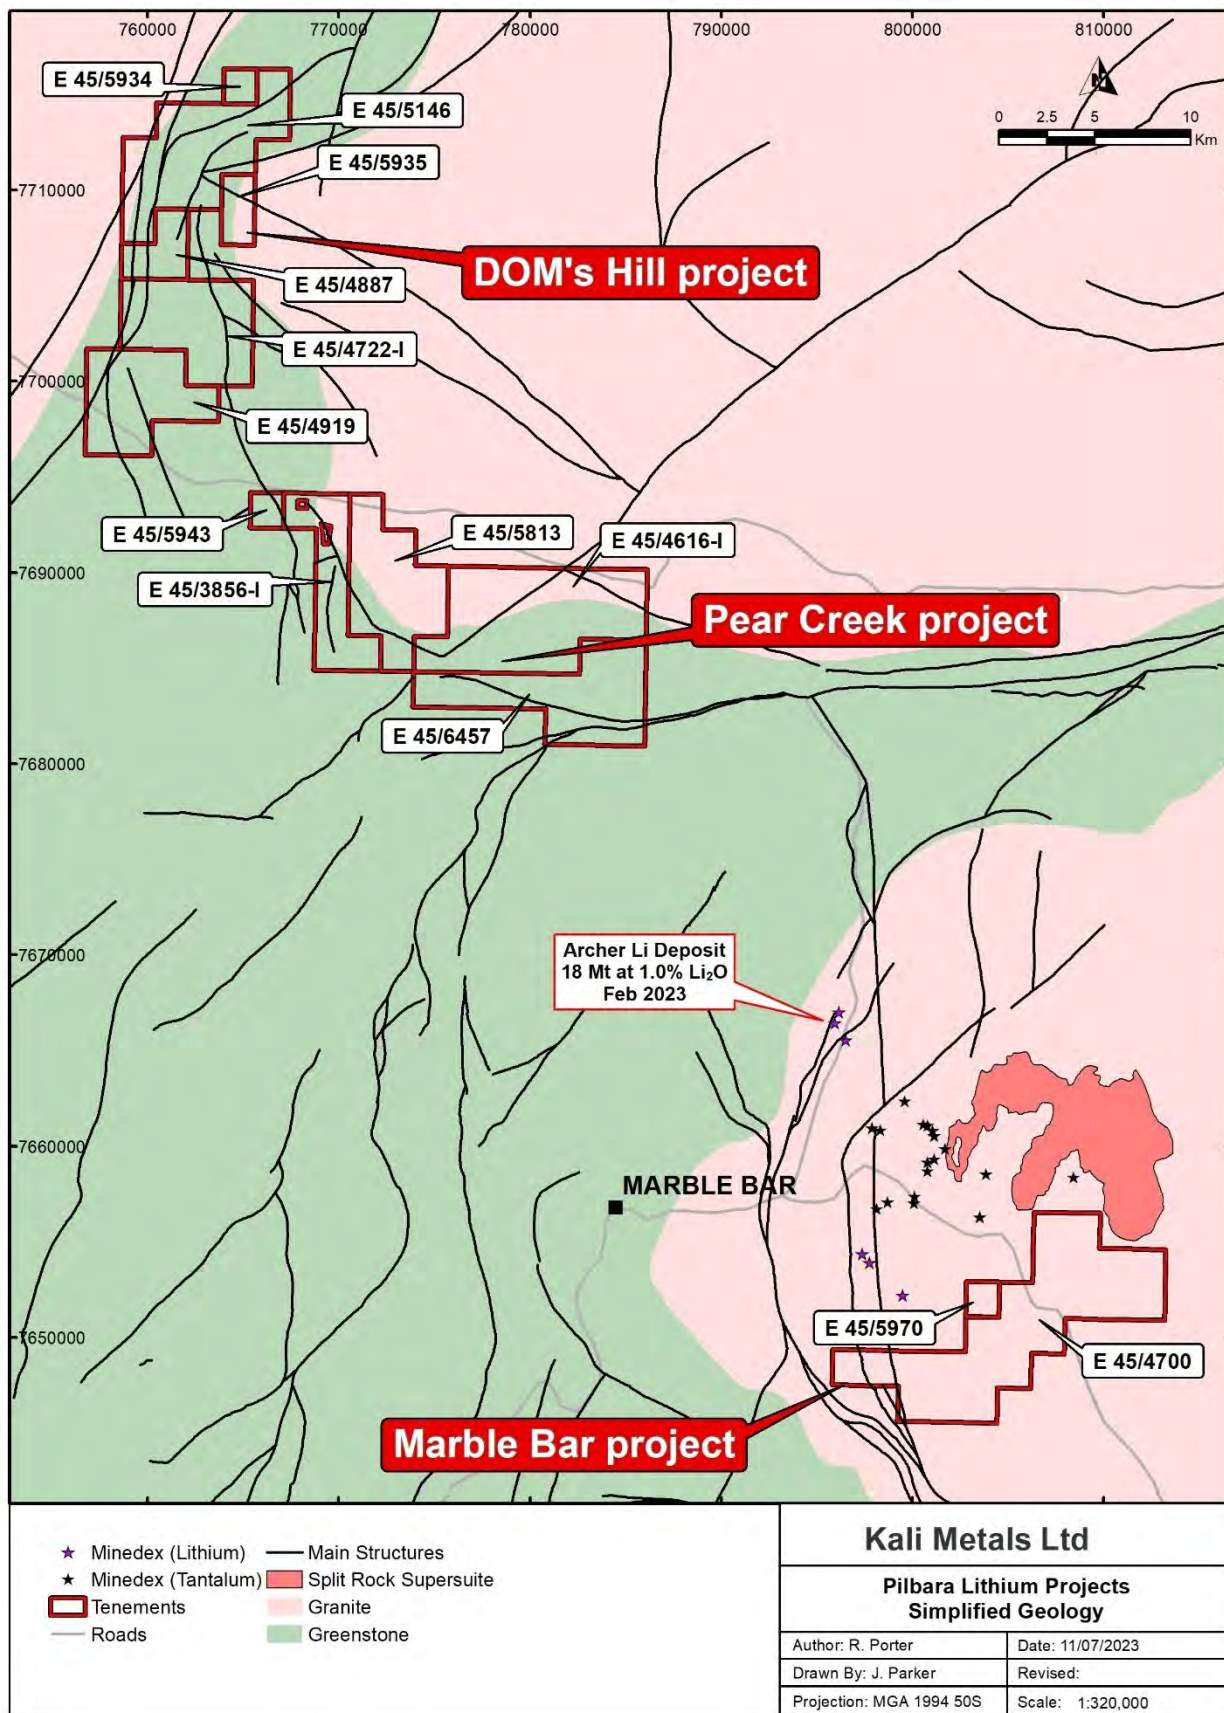 760000
770000
780000
790000
800000
810000
E 45/5934
E 45/5146
N
0
2.5
5
10
Km
E 45/5935
7710000
DOM's Hill project
E 45/4887
E 45/4722-I
7700000
E 45/4919
E 45/5943
E 45/5813
E 45/4616-I
7690000
E 45/3856-I
Pear Creek project
E 45/6457
7680000
7670000
Archer Li Deposit
18 Mt at 1.0% Li₂O
Feb 2023
7660000
MARBLE BAR
7650000
E 45/5970
E 45/4700
Marble Bar project
Minedex (Lithium)
Minedex (Tantalum)
Tenements
Roads
Main Structures
Split Rock Supersuite
Granite
Greenstone
Kali Metals Ltd
Pilbara Lithium Projects
Simplified Geology
Author: R. Porter
Date: 11/07/2023
Drawn By: J. Parker
Revised:
Projection: MGA 1994 50S
Scale: 1:320,000